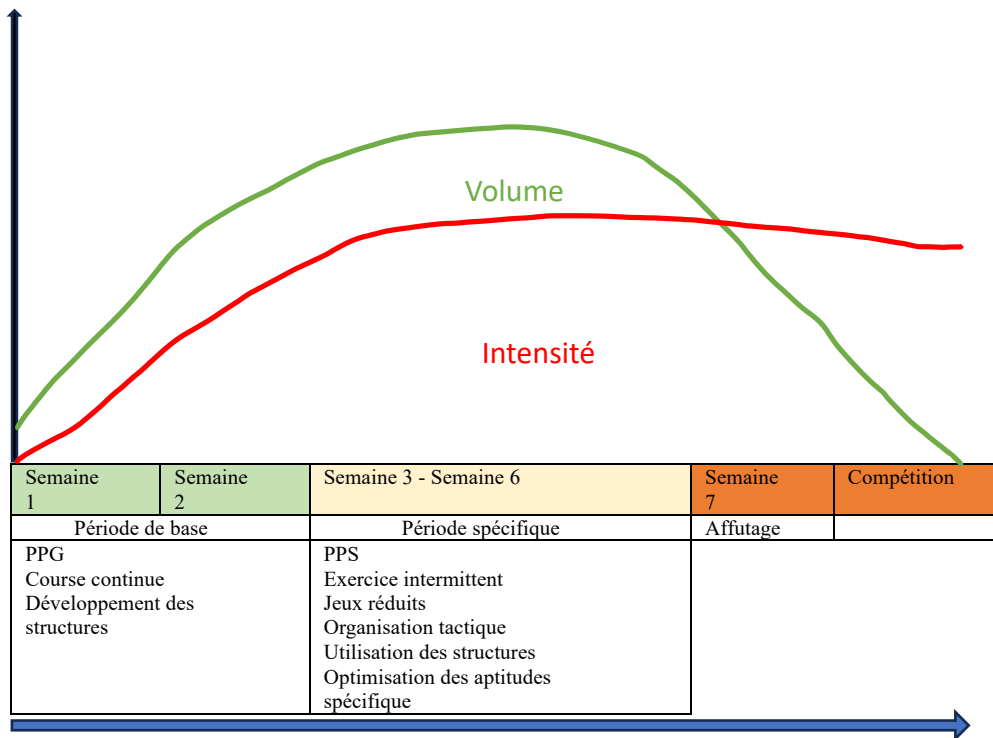 Volume
Intensité
Semaine
1
Semaine
2
Semaine 3 - Semaine 6
Semaine
7
Compétition
Période de base
Période spécifique
Affutage
PPG
Course continue
Développement des
structures
PPS
Exercice intermittent
Jeux réduits
Organisation tactique
Utilisation des structures
Optimisation des aptitudes
spécifique